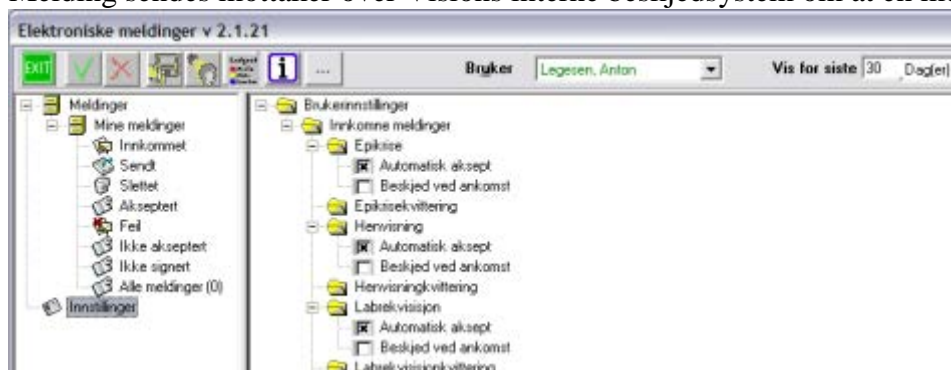 Melding sendes mottaker over Visions interne beskjedsystem om at en
Elektroniske meldinger v 2.1.21
EXIT
i
...
Bruker Legesen, Anton Vis for siste 30 Dag(er)
Meldinger
Mine meldinger
Innkommet
Sendt
Slettet
Akseptert
Feil
Ikke akseptert
Ikke signert
Alle meldinger (0)
Innstillinger
Brukerinnstillinger
Innkomne meldinger
Epikrise
Automatisk aksept
Beskjed ved ankomst
Epikrisekvittering
Henvisning
Automatisk aksept
Beskjed ved ankomst
Henvisningkvittering
Labrekvisisjon
Automatisk aksept
Beskjed ved ankomst
Labrekvisisjonkvittering